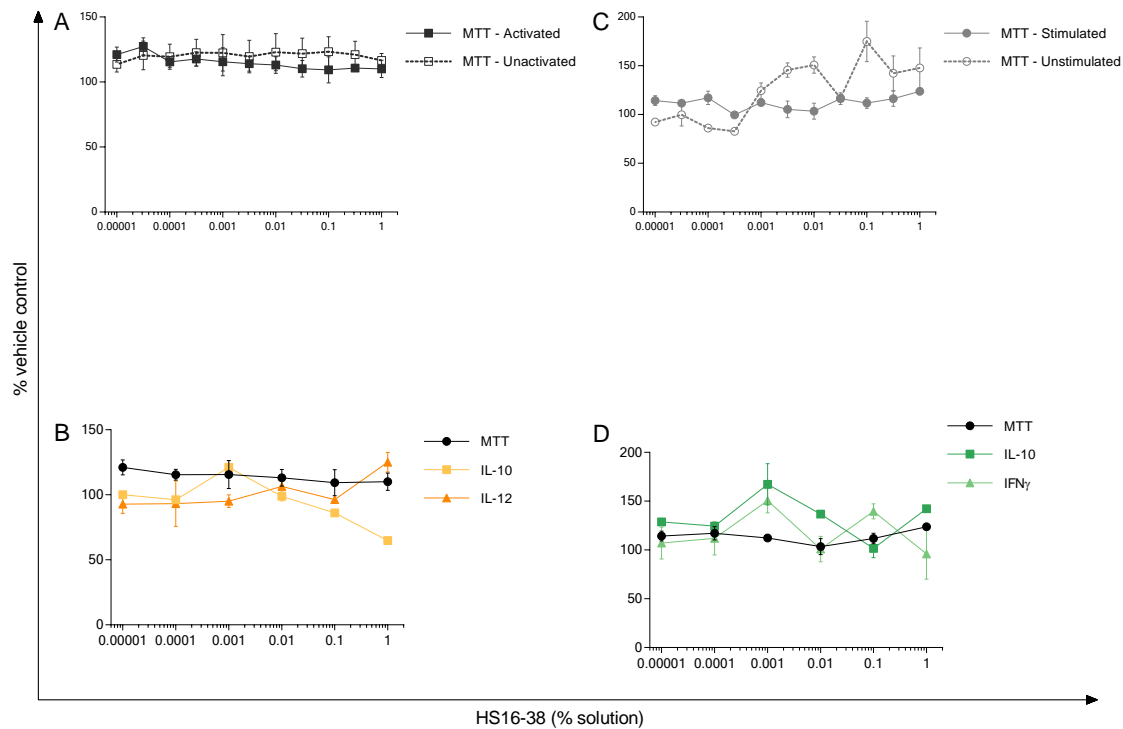 A
150
100
50
0
0.00001
0.0001
0.001
0.01
0.1
1
MTT - Activated
MTT - Unactivated
C
200
150
100
50
0
0.00001
0.0001
0.001
0.01
0.1
1
MTT - Stimulated
MTT - Unstimulated
% vehicle control
B
150
100
50
0
0.00001
0.0001
0.001
0.01
0.1
1
MTT
IL-10
IL-12
D
200
150
100
50
0
0.00001
0.0001
0.001
0.01
0.1
1
MTT
IL-10
IFNγ
HS16-38 (% solution)